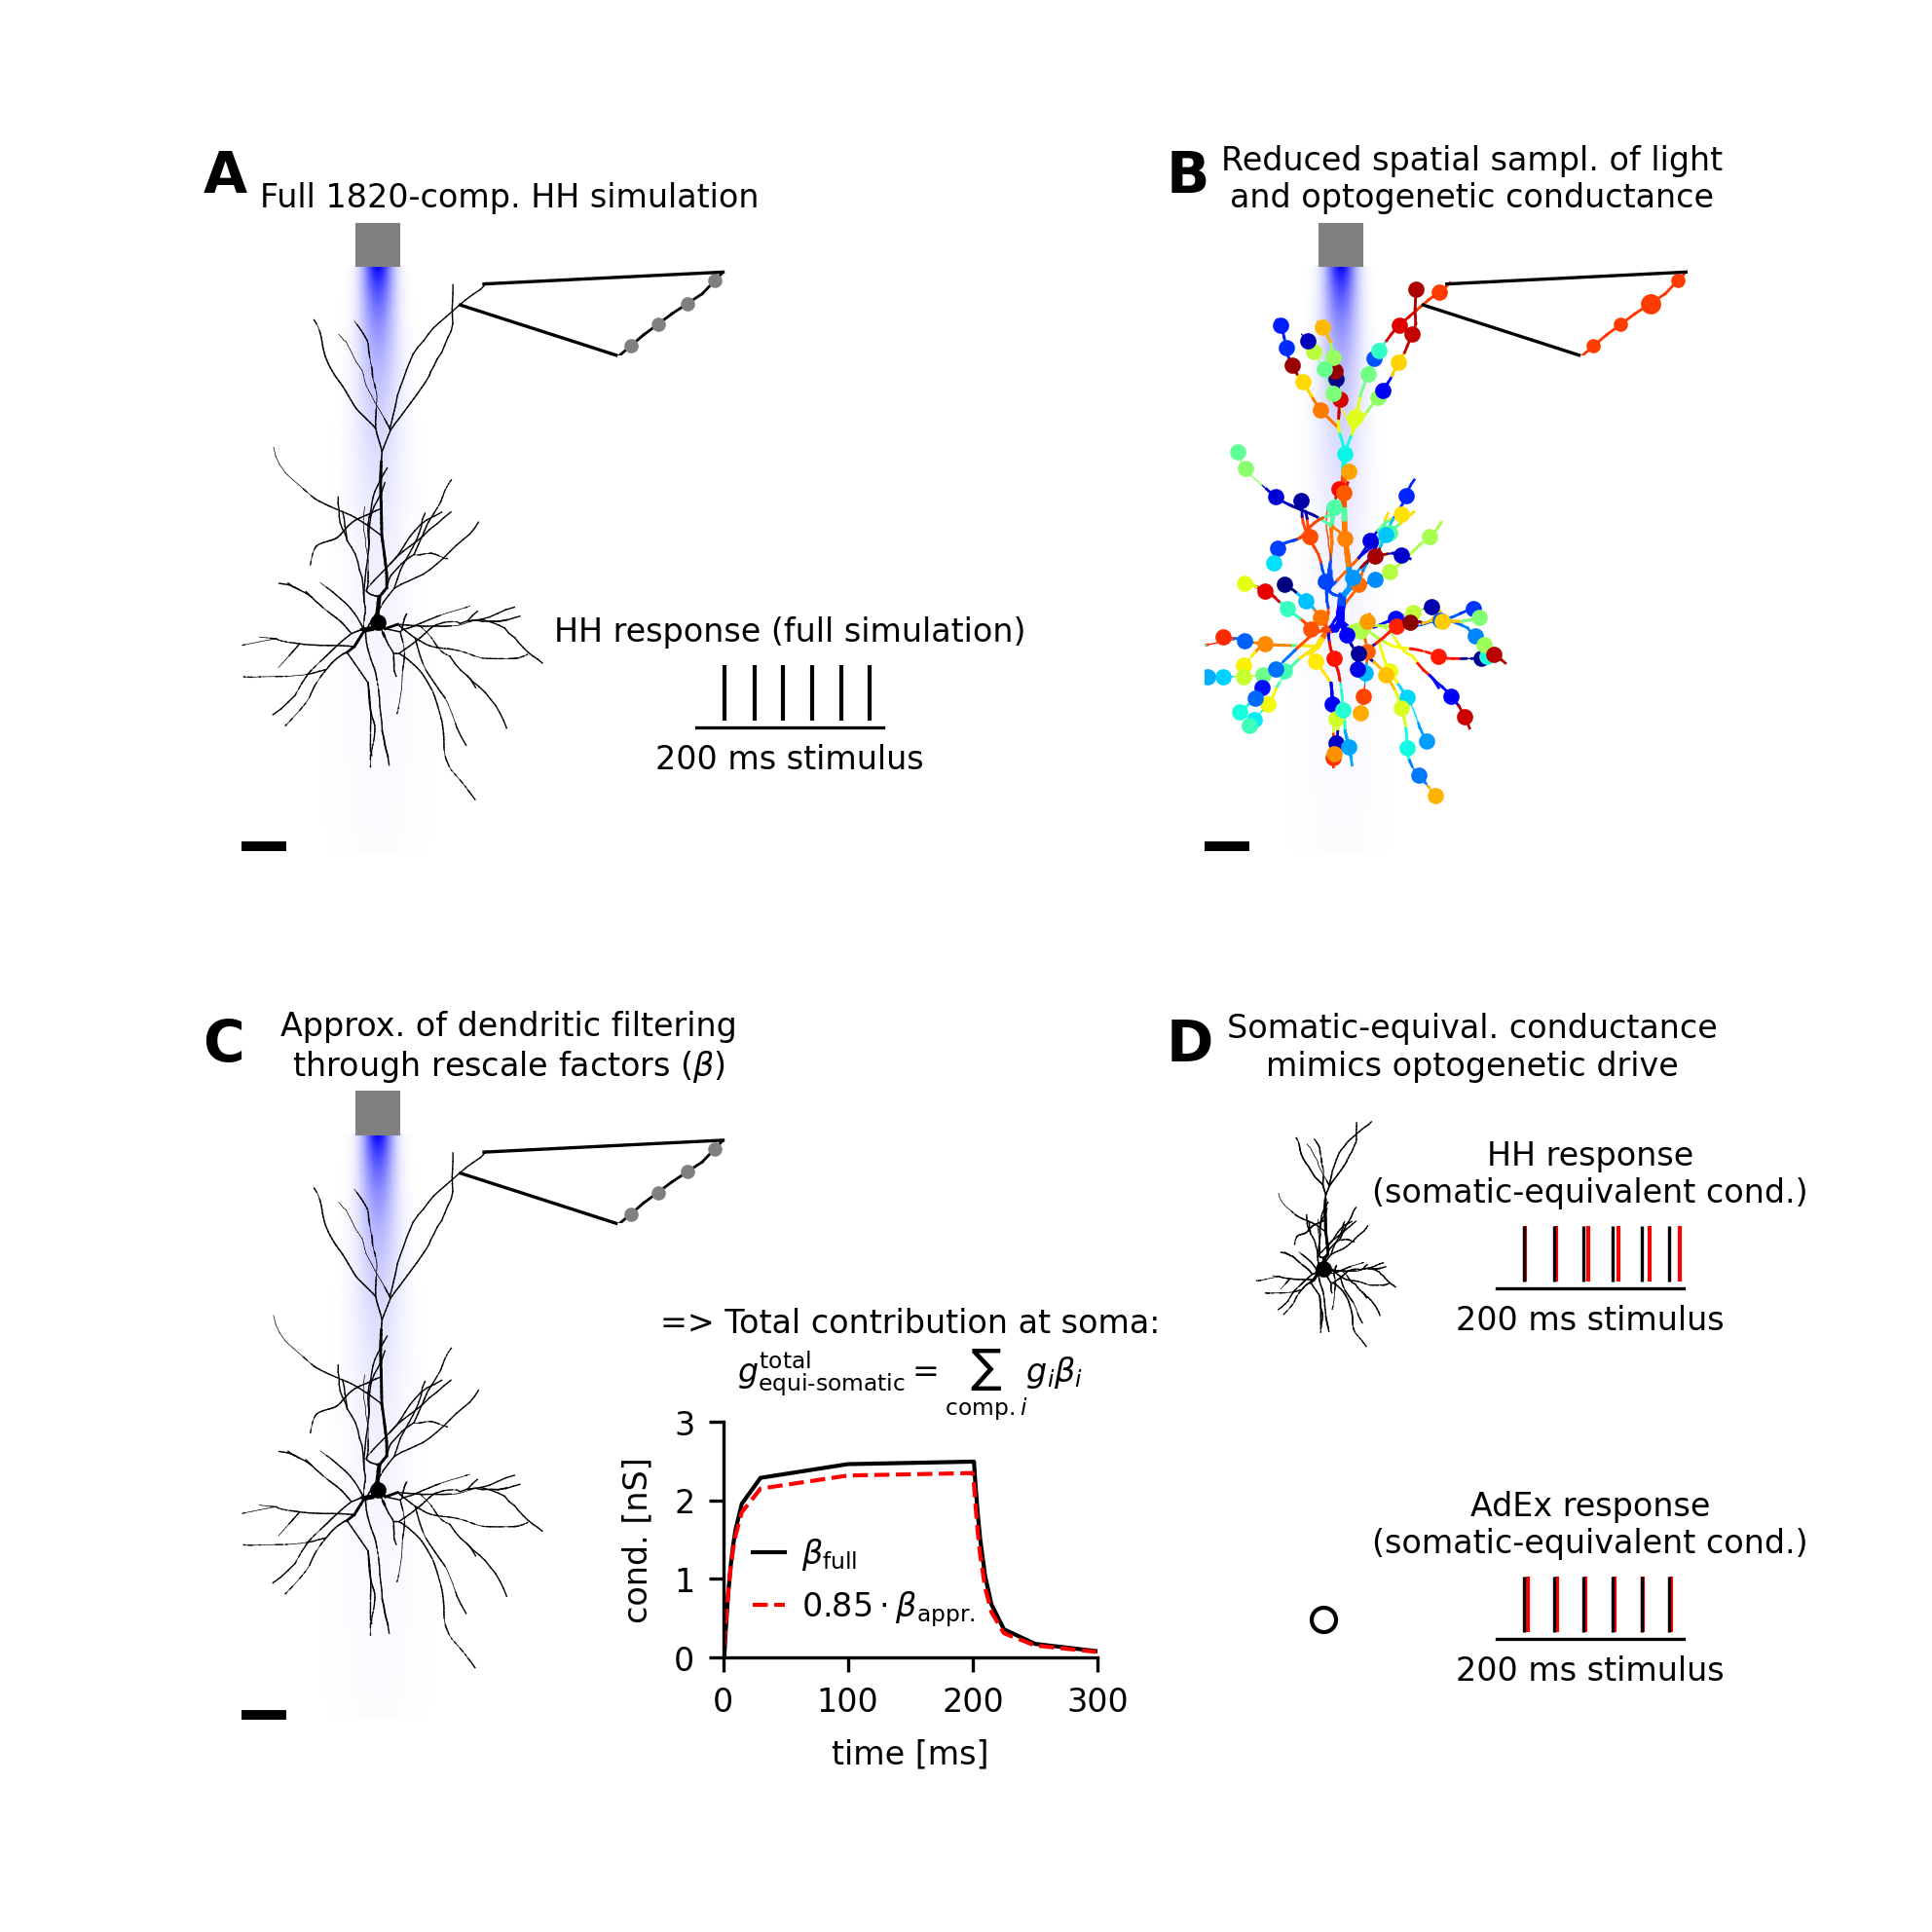 A
Full 1820-comp. HH simulation
HH response (full simulation)
200 ms stimulus
B
Reduced spatial sampl. of light
and optogenetic conductance
C
Approx. of dendritic filtering
through rescale factors (β)
=> Total contribution at soma:
g^total_equi-somatic = ∑_comp. i g_i β_i
3
2
1
0
cond. [nS]
β_full
0.85 · β_appr.
0 100 200 300
time [ms]
D
Somatic-equival. conductance
mimics optogenetic drive
HH response
(somatic-equivalent cond.)
200 ms stimulus
AdEx response
(somatic-equivalent cond.)
200 ms stimulus